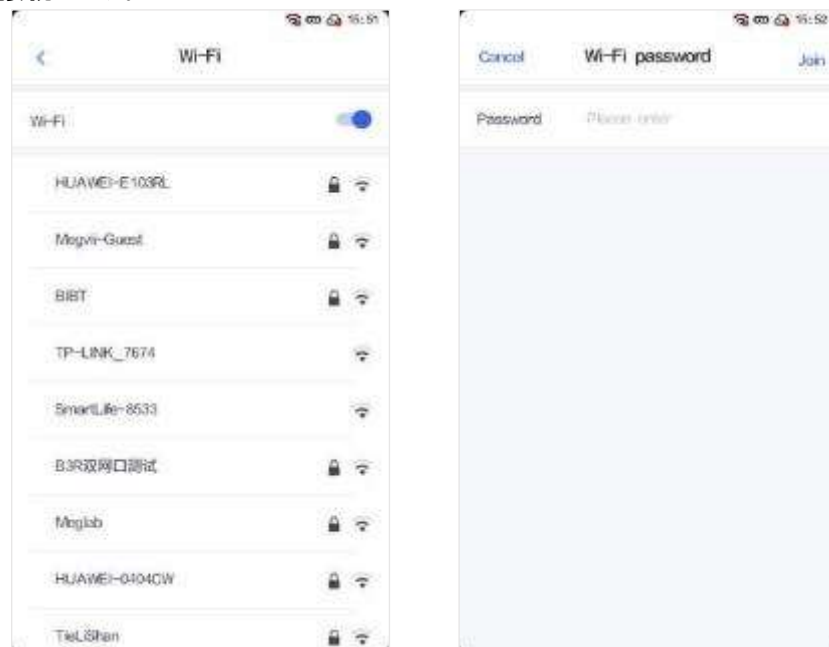 15:51
Wi-Fi
Wi-Fi
HUAWEI-E103RL
Megvii-Guest
BIBT
TP-LINK_7674
SmartLife-8533
B3R双网口测试
Meglab
HUAWEI-0404CW
TieLiShan
15:52
Cancel Wi-Fi password Join
Password Please enter